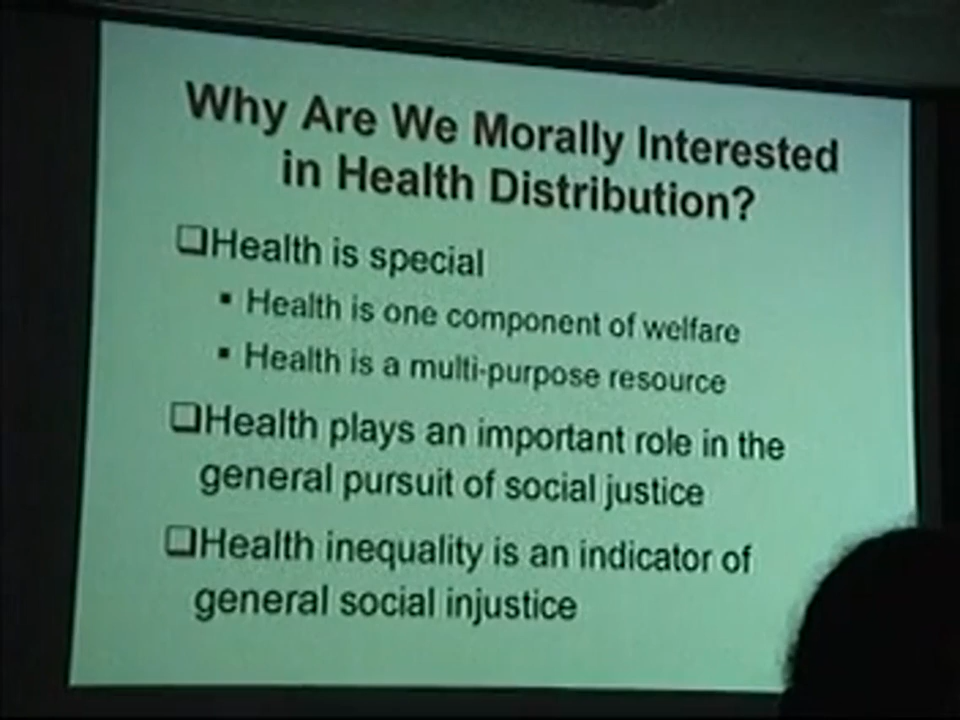 Why Are We Morally Interested
in Health Distribution?
❑Health is special
▪ Health is one component of welfare
▪ Health is a multi-purpose resource
❑Health plays an important role in the
general pursuit of social justice
❑Health inequality is an indicator of
general social injustice